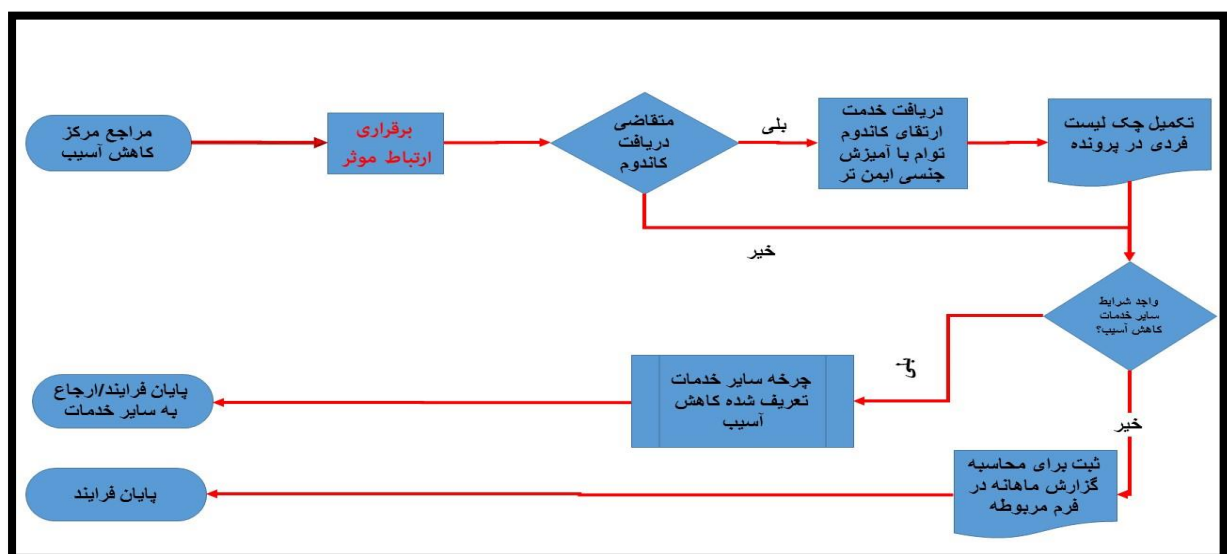 مراجع مرکز
کاهش آسیب
برقراری
ارتباط موثر
متقاضی
دریافت
کاندوم
بلی
دریافت خدمت
ارتقای کاندوم
توام با آمیزش
جنسی ایمن تر
تکمیل چک لیست
فردی در پرونده
خیر
واجد شرایط
سایر خدمات
کاهش آسیب؟
بلی
چرخه سایر خدمات
تعریف شده کاهش
آسیب
پایان فرایند/ارجاع
به سایر خدمات
خیر
ثبت برای محاسبه
گزارش ماهانه در
فرم مربوطه
پایان فرایند